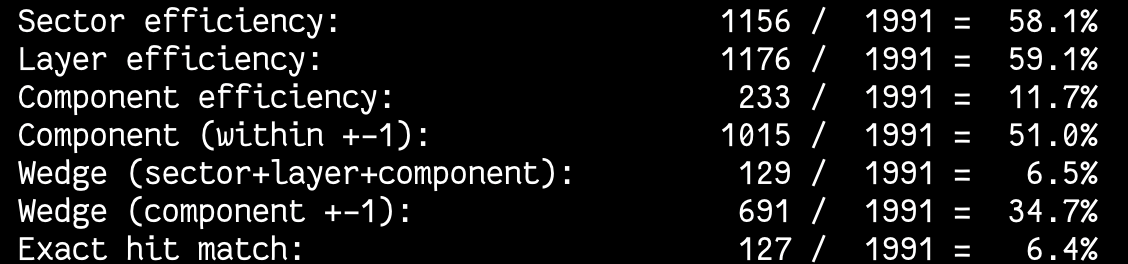 Sector efficiency: 1156 / 1991 = 58.1%
Layer efficiency: 1176 / 1991 = 59.1%
Component efficiency: 233 / 1991 = 11.7%
Component (within +-1): 1015 / 1991 = 51.0%
Wedge (sector+layer+component): 129 / 1991 = 6.5%
Wedge (component +-1): 691 / 1991 = 34.7%
Exact hit match: 127 / 1991 = 6.4%